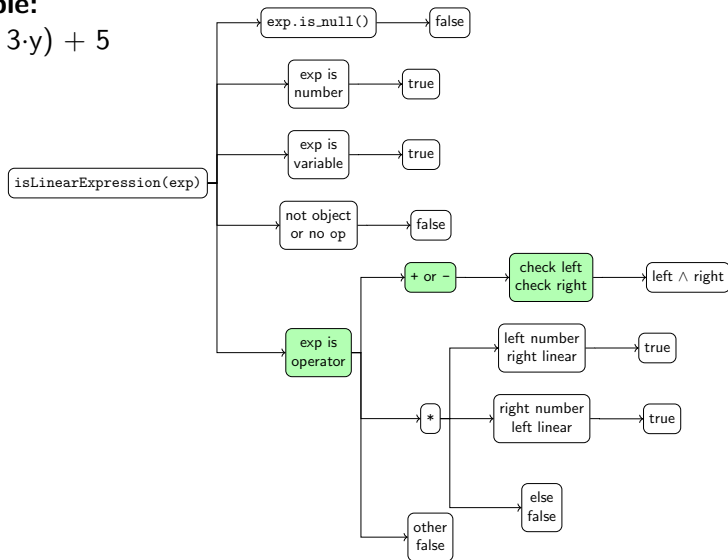 ple:
3·y) + 5
exp.is_null()
false
exp is
number
true
exp is
variable
true
isLinearExpression(exp)
not object
or no op
false
+ or -
check left
check right
left ∧ right
exp is
operator
left number
right linear
true
*
right number
left linear
true
else
false
other
false